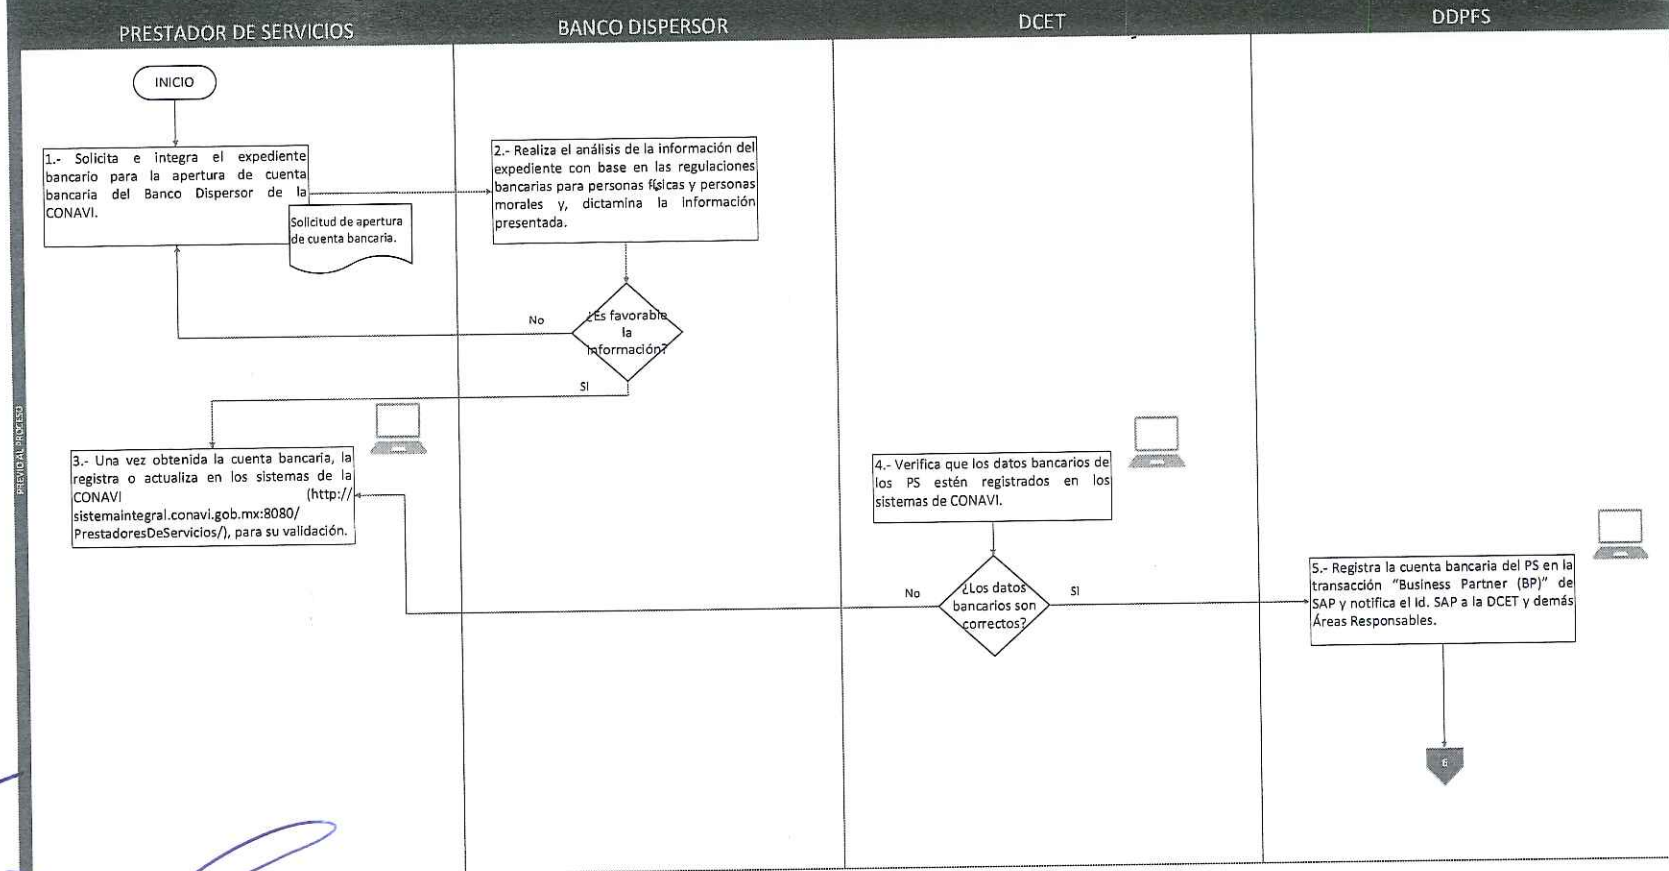 PRESTADOR DE SERVICIOS
BANCO DISPERSOR
DCET
DDPFS
PREVIO AL PROCESO
INICIO
1.- Solicita e integra el expediente
bancario para la apertura de cuenta
bancaria del Banco Dispersor de la
CONAVI.
Solicitud de apertura
de cuenta bancaria.
2.- Realiza el análisis de la información del
expediente con base en las regulaciones
bancarias para personas físicas y personas
morales y, dictamina la información
presentada.
¿Es favorable
la
información?
No
SI
3.- Una vez obtenida la cuenta bancaria, la
registra o actualiza en los sistemas de la
CONAVI (http://
sistemaintegral.conavi.gob.mx:8080/
PrestadoresDeServicios/), para su validación.
4.- Verifica que los datos bancarios de
los PS estén registrados en los
sistemas de CONAVI.
¿Los datos
bancarios son
correctos?
No
SI
5.- Registra la cuenta bancaria del PS en la
transacción “Business Partner (BP)” de
SAP y notifica el Id. SAP a la DCET y demás
Áreas Responsables.
6